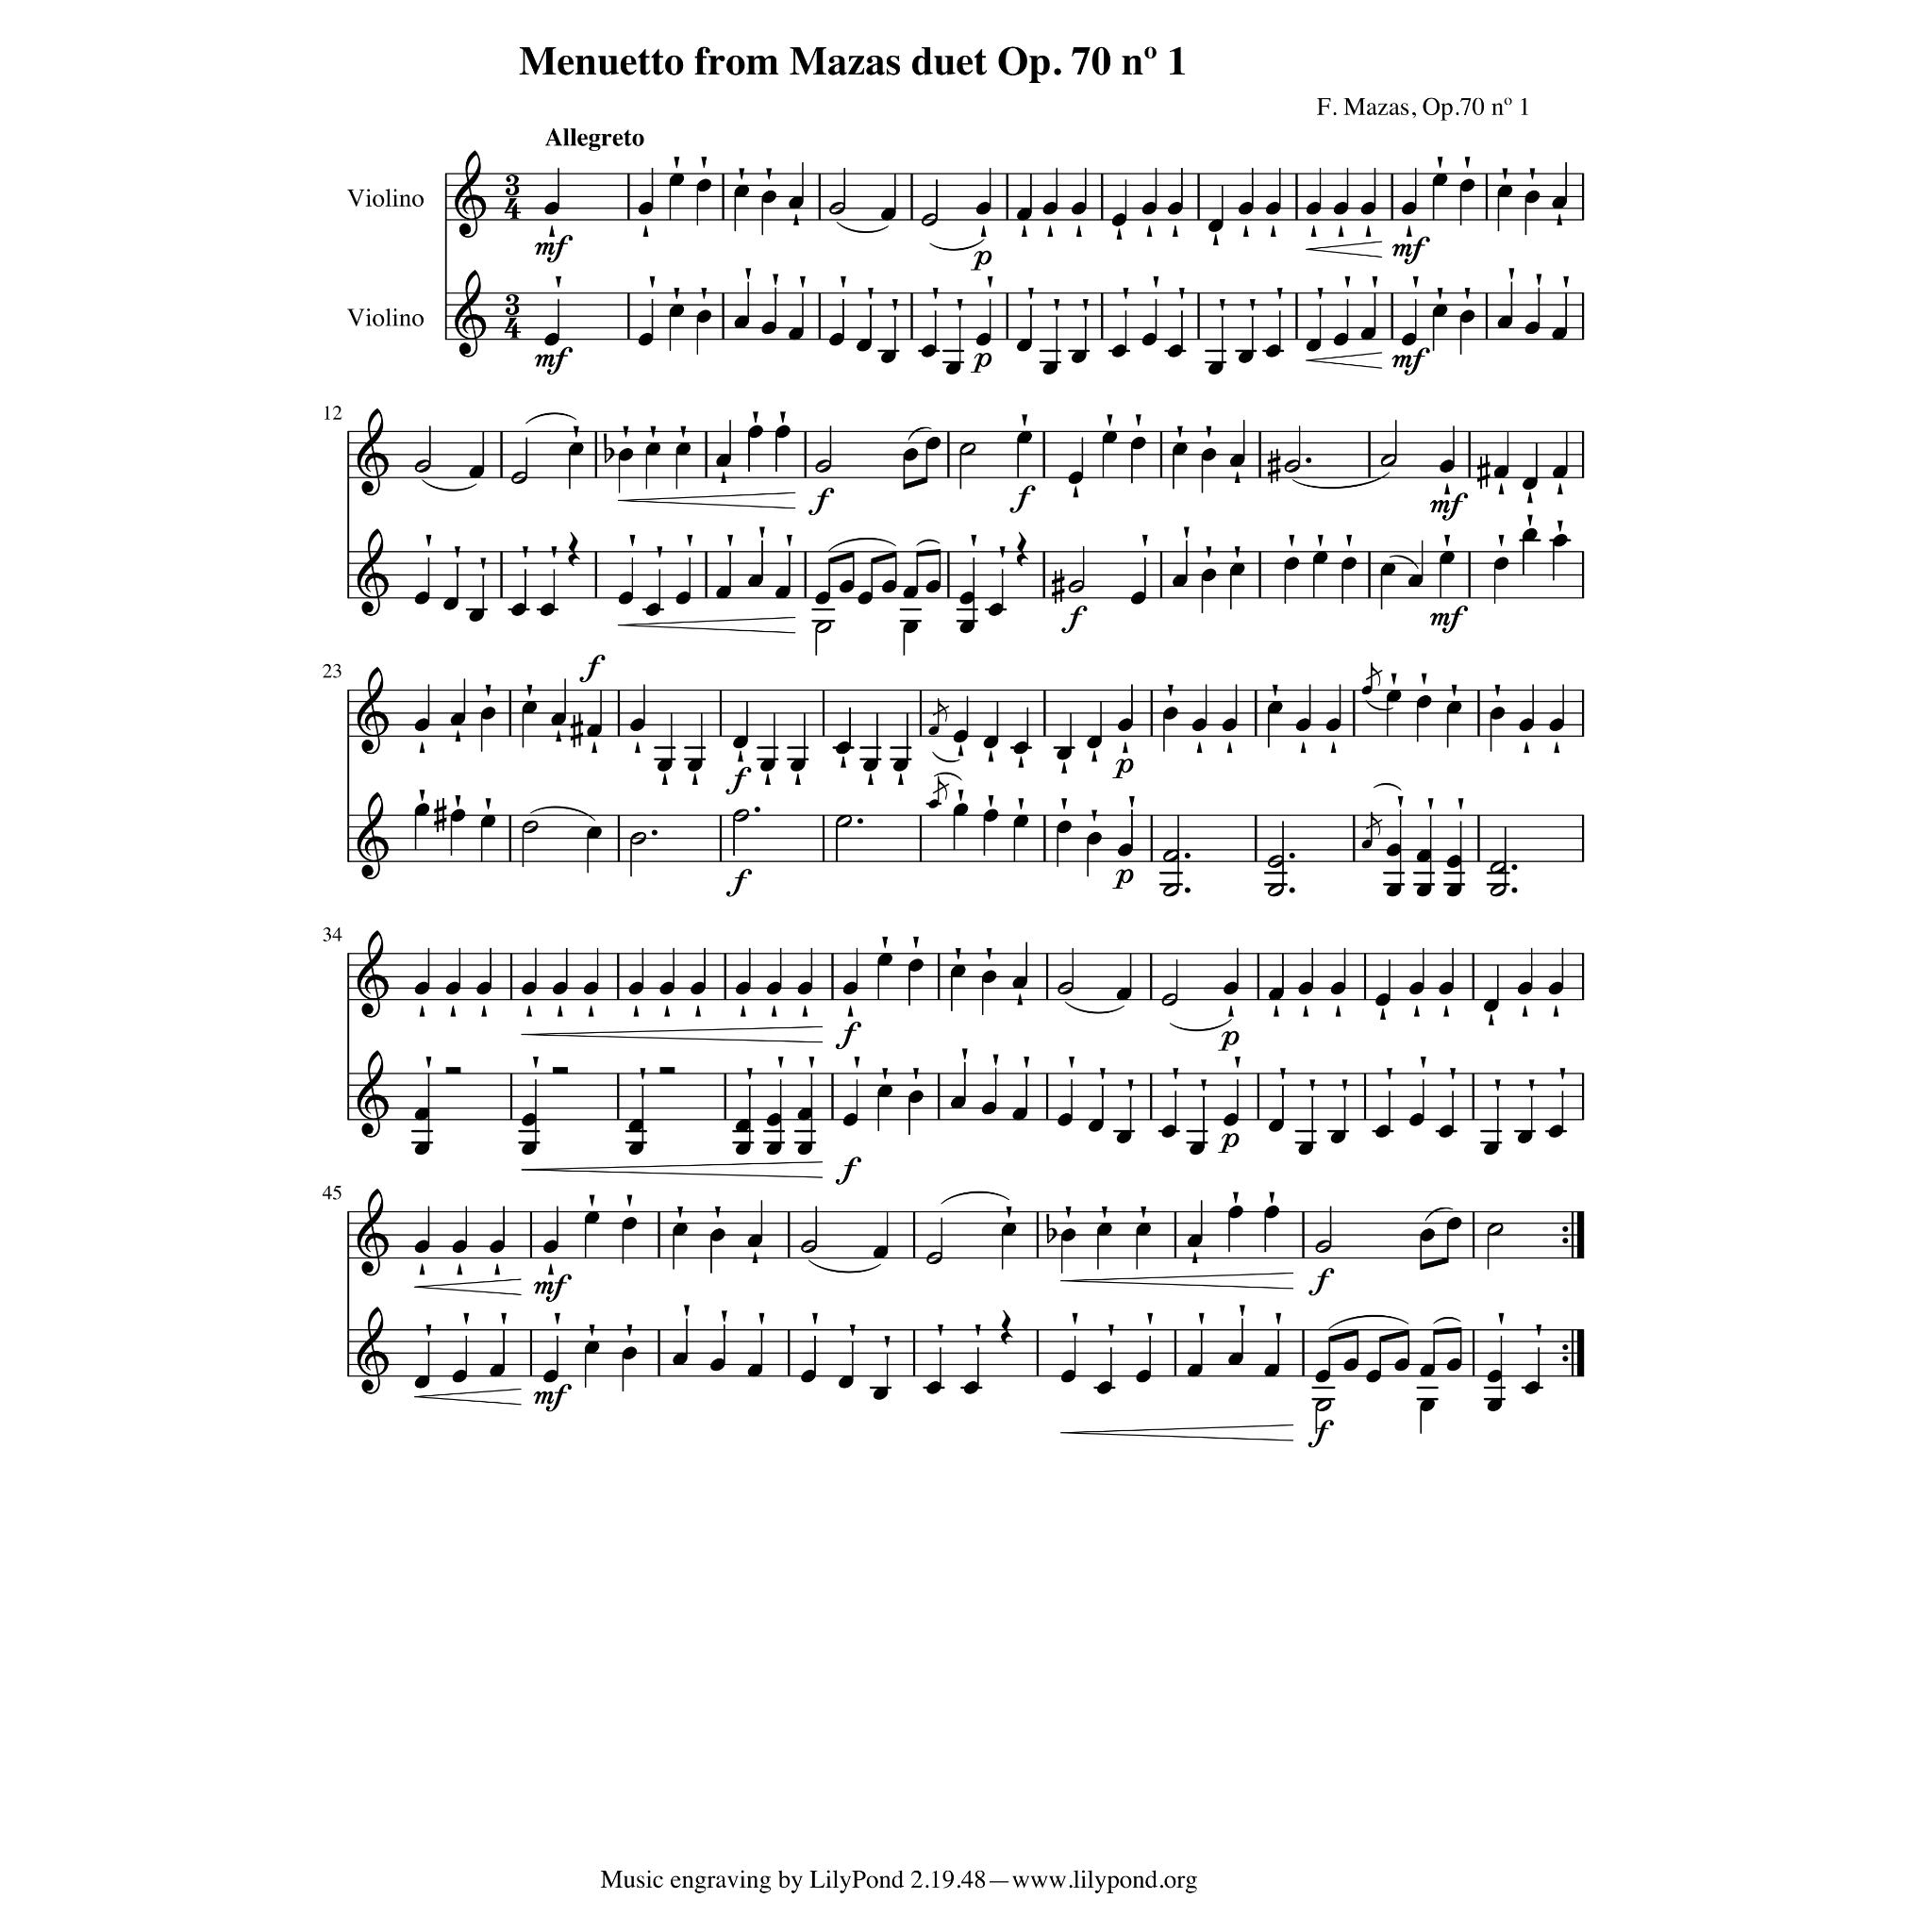 Menuetto from Mazas duet Op. 70 nº 1
F. Mazas, Op.70 nº 1
Allegreto
Violino
3
4
mf
p
mf
Violino
3
4
mf
p
mf
12
f
f
mf
f
mf
23
f
f
p
f
p
34
f
p
f
p
45
mf
f
mf
f
Music engraving by LilyPond 2.19.48—www.lilypond.org